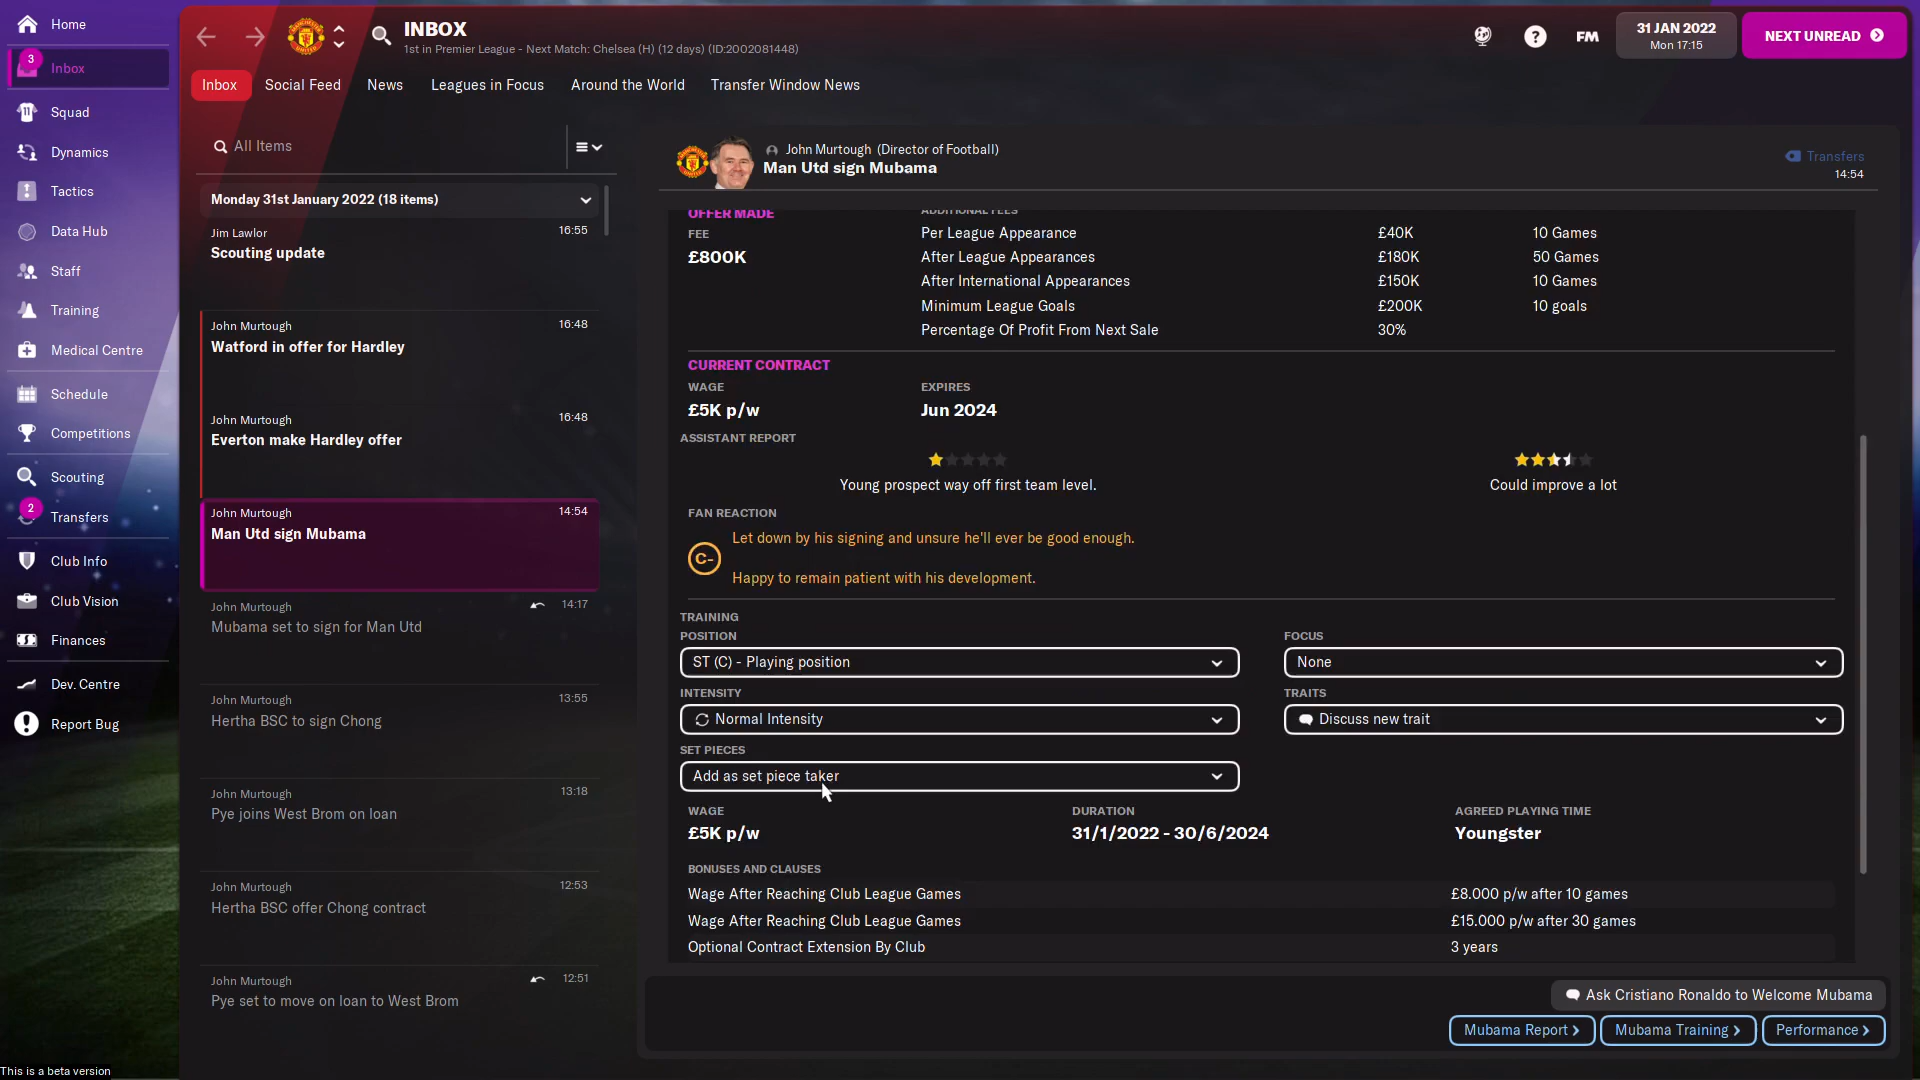 Home
3
Inbox
Squad
Dynamics
Tactics
Data Hub
Staff
Training
Medical Centre
Schedule
Competitions
Scouting
2
Transfers
Club Info
Club Vision
Finances
Dev. Centre
Report Bug
This is a beta version
INBOX
1st in Premier League - Next Match: Chelsea (H) (12 days) (ID:2002081448)
FM
31 JAN 2022
Mon 17:15
NEXT UNREAD
Inbox Social Feed News Leagues in Focus Around the World Transfer Window News
All Items
Monday 31st January 2022 (18 items)
Jim Lawlor 16:55
Scouting update
John Murtough 16:48
Watford in offer for Hardley
John Murtough 16:48
Everton make Hardley offer
John Murtough 14:54
Man Utd sign Mubama
John Murtough 14:17
Mubama set to sign for Man Utd
John Murtough 13:55
Hertha BSC to sign Chong
John Murtough 13:18
Pye joins West Brom on loan
John Murtough 12:53
Hertha BSC offer Chong contract
John Murtough 12:51
Pye set to move on loan to West Brom
John Murtough (Director of Football)
Man Utd sign Mubama
Transfers
14:54
OFFER MADE ADDITIONAL FEES
FEE
£800K
Per League Appearance £40K 10 Games
After League Appearances £180K 50 Games
After International Appearances £150K 10 Games
Minimum League Goals £200K 10 goals
Percentage Of Profit From Next Sale 30%
CURRENT CONTRACT
WAGE EXPIRES
£5K p/w Jun 2024
ASSISTANT REPORT
Young prospect way off first team level. Could improve a lot
FAN REACTION
C-
Let down by his signing and unsure he'll ever be good enough.
Happy to remain patient with his development.
TRAINING
POSITION FOCUS
ST (C) - Playing position None
INTENSITY TRAITS
Normal Intensity Discuss new trait
SET PIECES
Add as set piece taker
WAGE DURATION AGREED PLAYING TIME
£5K p/w 31/1/2022 - 30/6/2024 Youngster
BONUSES AND CLAUSES
Wage After Reaching Club League Games £8.000 p/w after 10 games
Wage After Reaching Club League Games £15.000 p/w after 30 games
Optional Contract Extension By Club 3 years
Ask Cristiano Ronaldo to Welcome Mubama
Mubama Report Mubama Training Performance